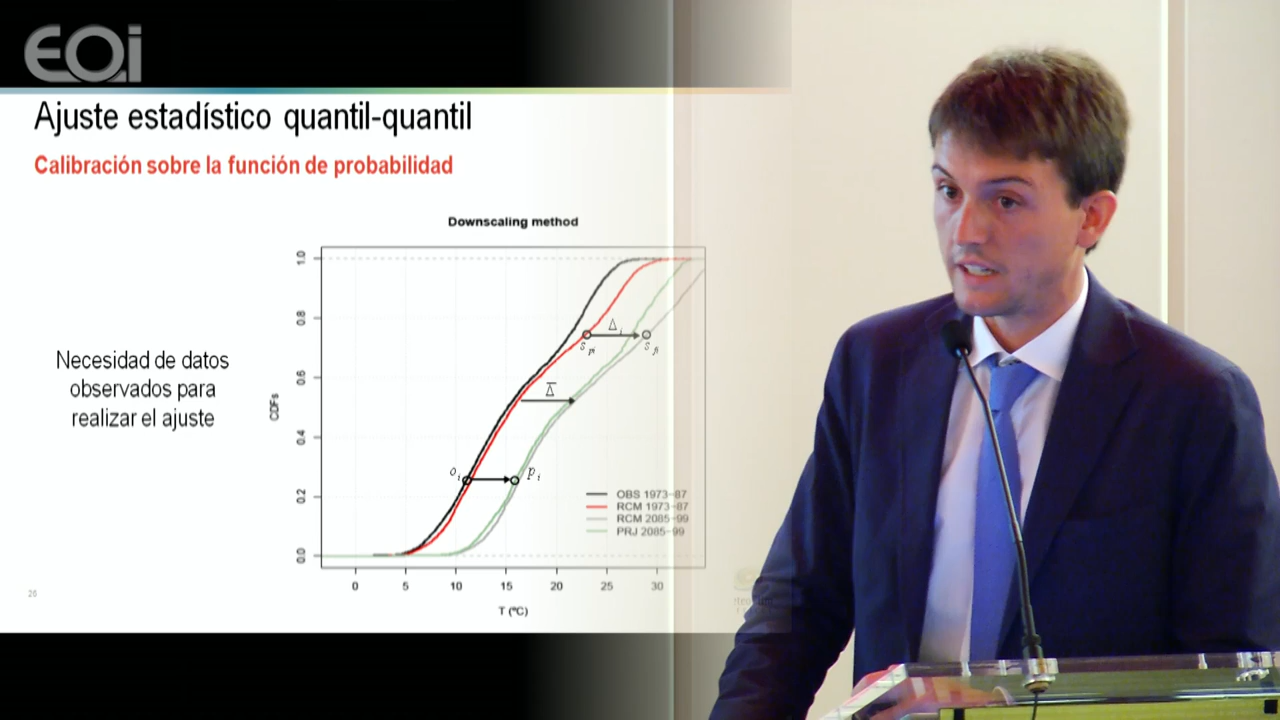 EOi
Ajuste estadístico quantil-quantil
Calibración sobre la función de probabilidad
Downscaling method
Necesidad de datos
observados para
realizar el ajuste
CDFs
1.0
0.8
0.6
0.4
0.2
0.0
Δ i
s pi
s fi
Δ
o i
p i
OBS 1973-87
RCM 1973-87
RCM 2085-99
PRJ 2085-99
0 5 10 15 20 25 30
T (ºC)
26